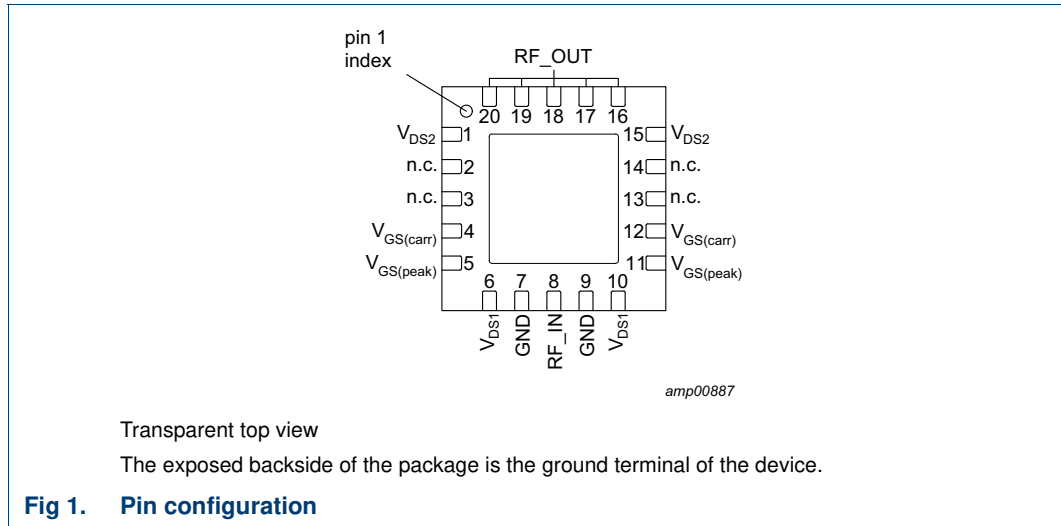 pin 1
index
RF_OUT
20 19 18 17 16
VDS2 1 15 VDS2
n.c. 2 14 n.c.
n.c. 3 13 n.c.
VGS(carr) 4 12 VGS(carr)
VGS(peak) 5 11 VGS(peak)
6 7 8 9 10
VDS1 GND RF_IN GND VDS1
amp00887
Transparent top view
The exposed backside of the package is the ground terminal of the device.
Fig 1. Pin configuration